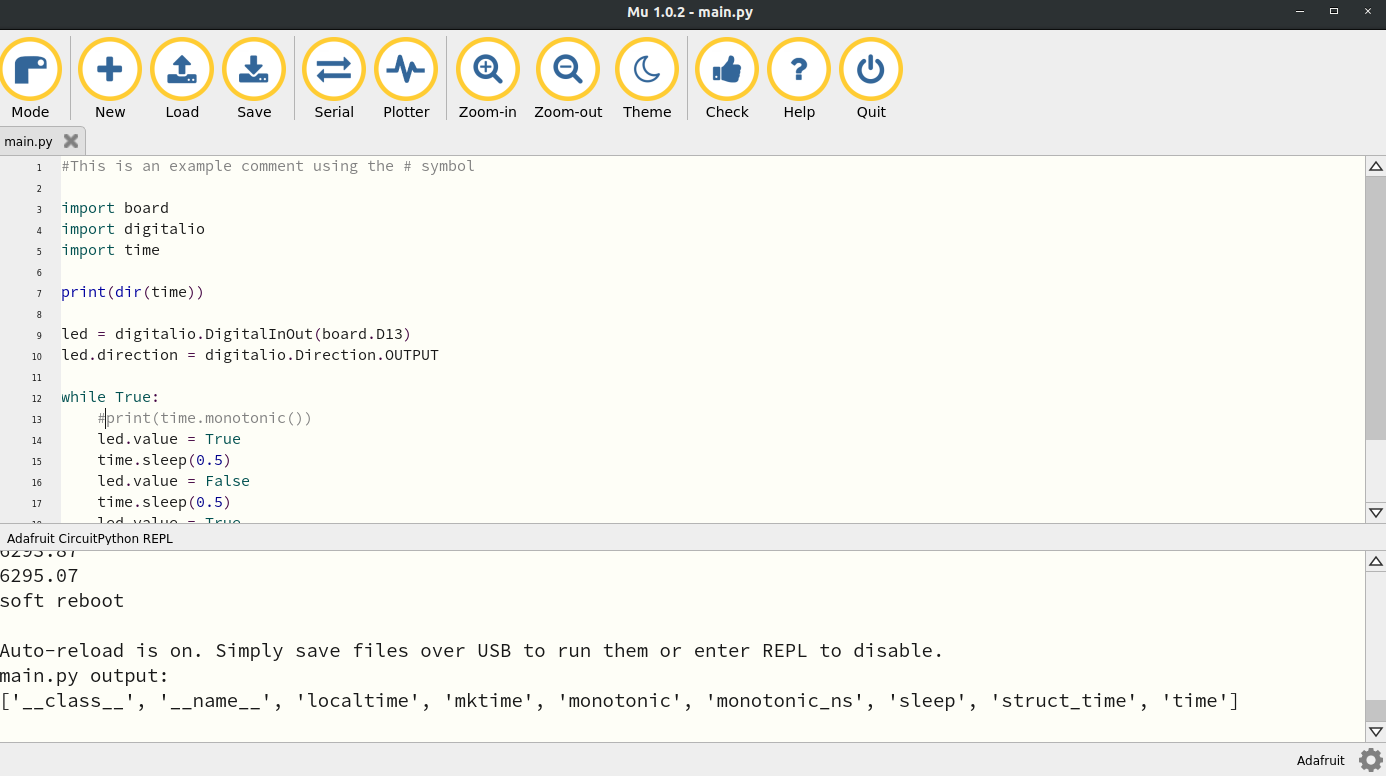 Mu 1.0.2 - main.py
Mode New Load Save Serial Plotter Zoom-in Zoom-out Theme Check Help Quit
main.py
1 #This is an example comment using the # symbol
2
3 import board
4 import digitalio
5 import time
6
7 print(dir(time))
8
9 led = digitalio.DigitalInOut(board.D13)
10 led.direction = digitalio.Direction.OUTPUT
11
12 while True:
13     #print(time.monotonic())
14     led.value = True
15     time.sleep(0.5)
16     led.value = False
17     time.sleep(0.5)
18     led.value = True
Adafruit CircuitPython REPL
6293.87
6295.07
soft reboot
Auto-reload is on. Simply save files over USB to run them or enter REPL to disable.
main.py output:
['__class__', '__name__', 'localtime', 'mktime', 'monotonic', 'monotonic_ns', 'sleep', 'struct_time', 'time']
Adafruit